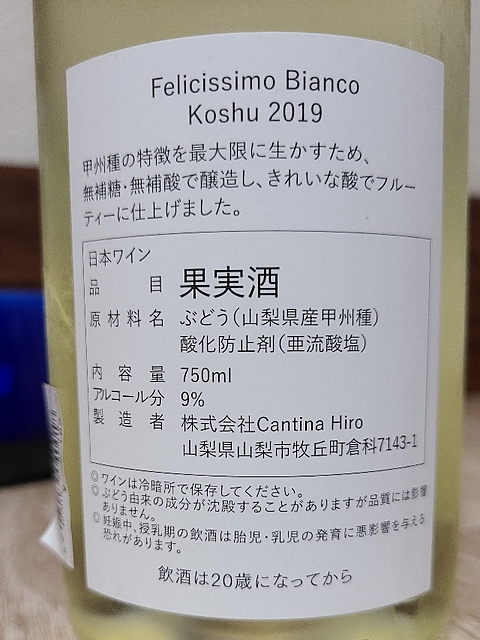 Felicissimo Bianco
Koshu 2019
甲州種の特徴を最大限に生かすため、
無補糖・無補酸で醸造し、きれいな酸でフルー
ティーに仕上げました。
日本ワイン
品目 果実酒
原材料名 ぶどう(山梨県産甲州種)
酸化防止剤(亜流酸塩)
内容量 750ml
アルコール分 9%
製造者 株式会社Cantina Hiro
山梨県山梨市牧丘町倉科7143-1
◎ワインは冷暗所で保存してください。
◎ぶどう由来の成分が沈殿することがありますが品質には影響
ありません。
◎妊娠中、授乳期の飲酒は胎児・乳児の発育に悪影響を与える
恐れがあります。
飲酒は20歳になってから